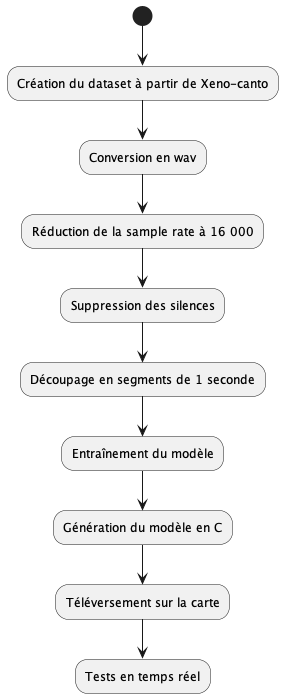 Création du dataset à partir de Xeno-canto
Conversion en wav
Réduction de la sample rate à 16 000
Suppression des silences
Découpage en segments de 1 seconde
Entraînement du modèle
Génération du modèle en C
Téléversement sur la carte
Tests en temps réel